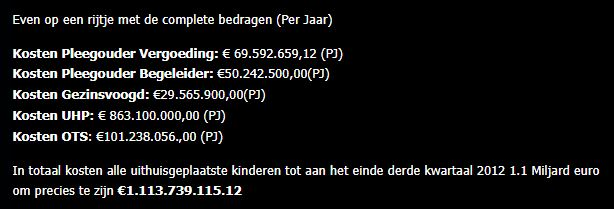 Even op een rijtje met de complete bedragen (Per Jaar)
Kosten Pleegouder Vergoeding: € 69.592.659,12 (PJ)
Kosten Pleegouder Begeleider: €50.242.500,00(PJ)
Kosten Gezinsvoogd: €29.565.900,00(PJ)
Kosten UHP: € 863.100.000,00 (PJ)
Kosten OTS: €101.238.056.,00 (PJ)
In totaal kosten alle uithuisgeplaatste kinderen tot aan het einde derde kwartaal 2012 1.1 Miljard euro
om precies te zijn €1.113.739.115.12